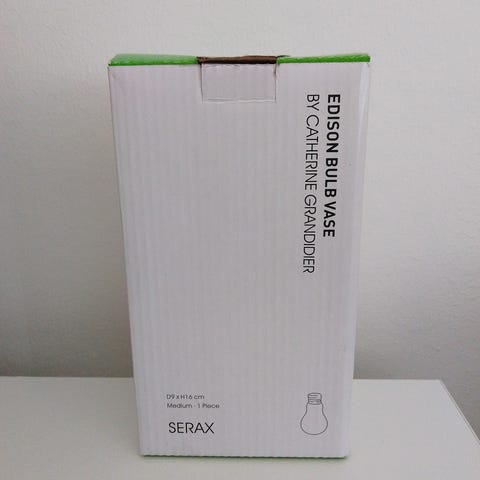 EDISON BULB VASE
BY CATHERINE GRANDIDIER
D9 x H16 cm
Medium - 1 Piece
SERAX